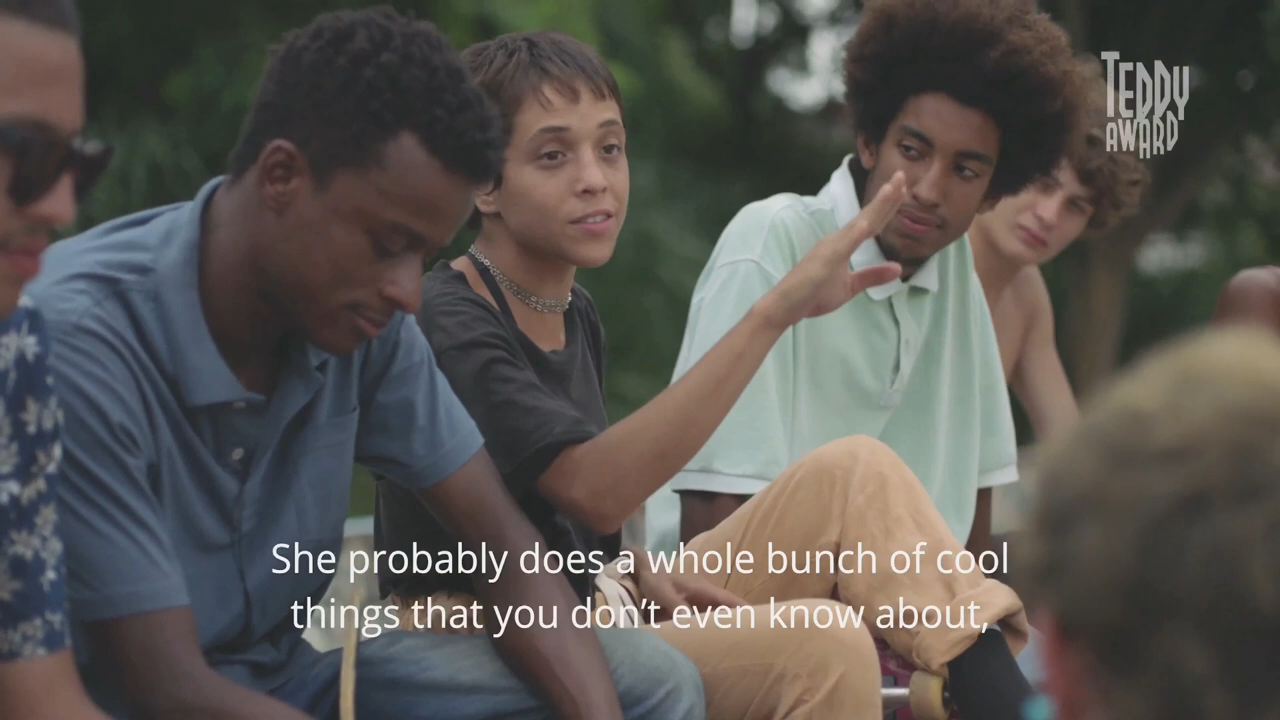 TEDDY
AWARD
She probably does a whole bunch of cool
things that you don’t even know about,